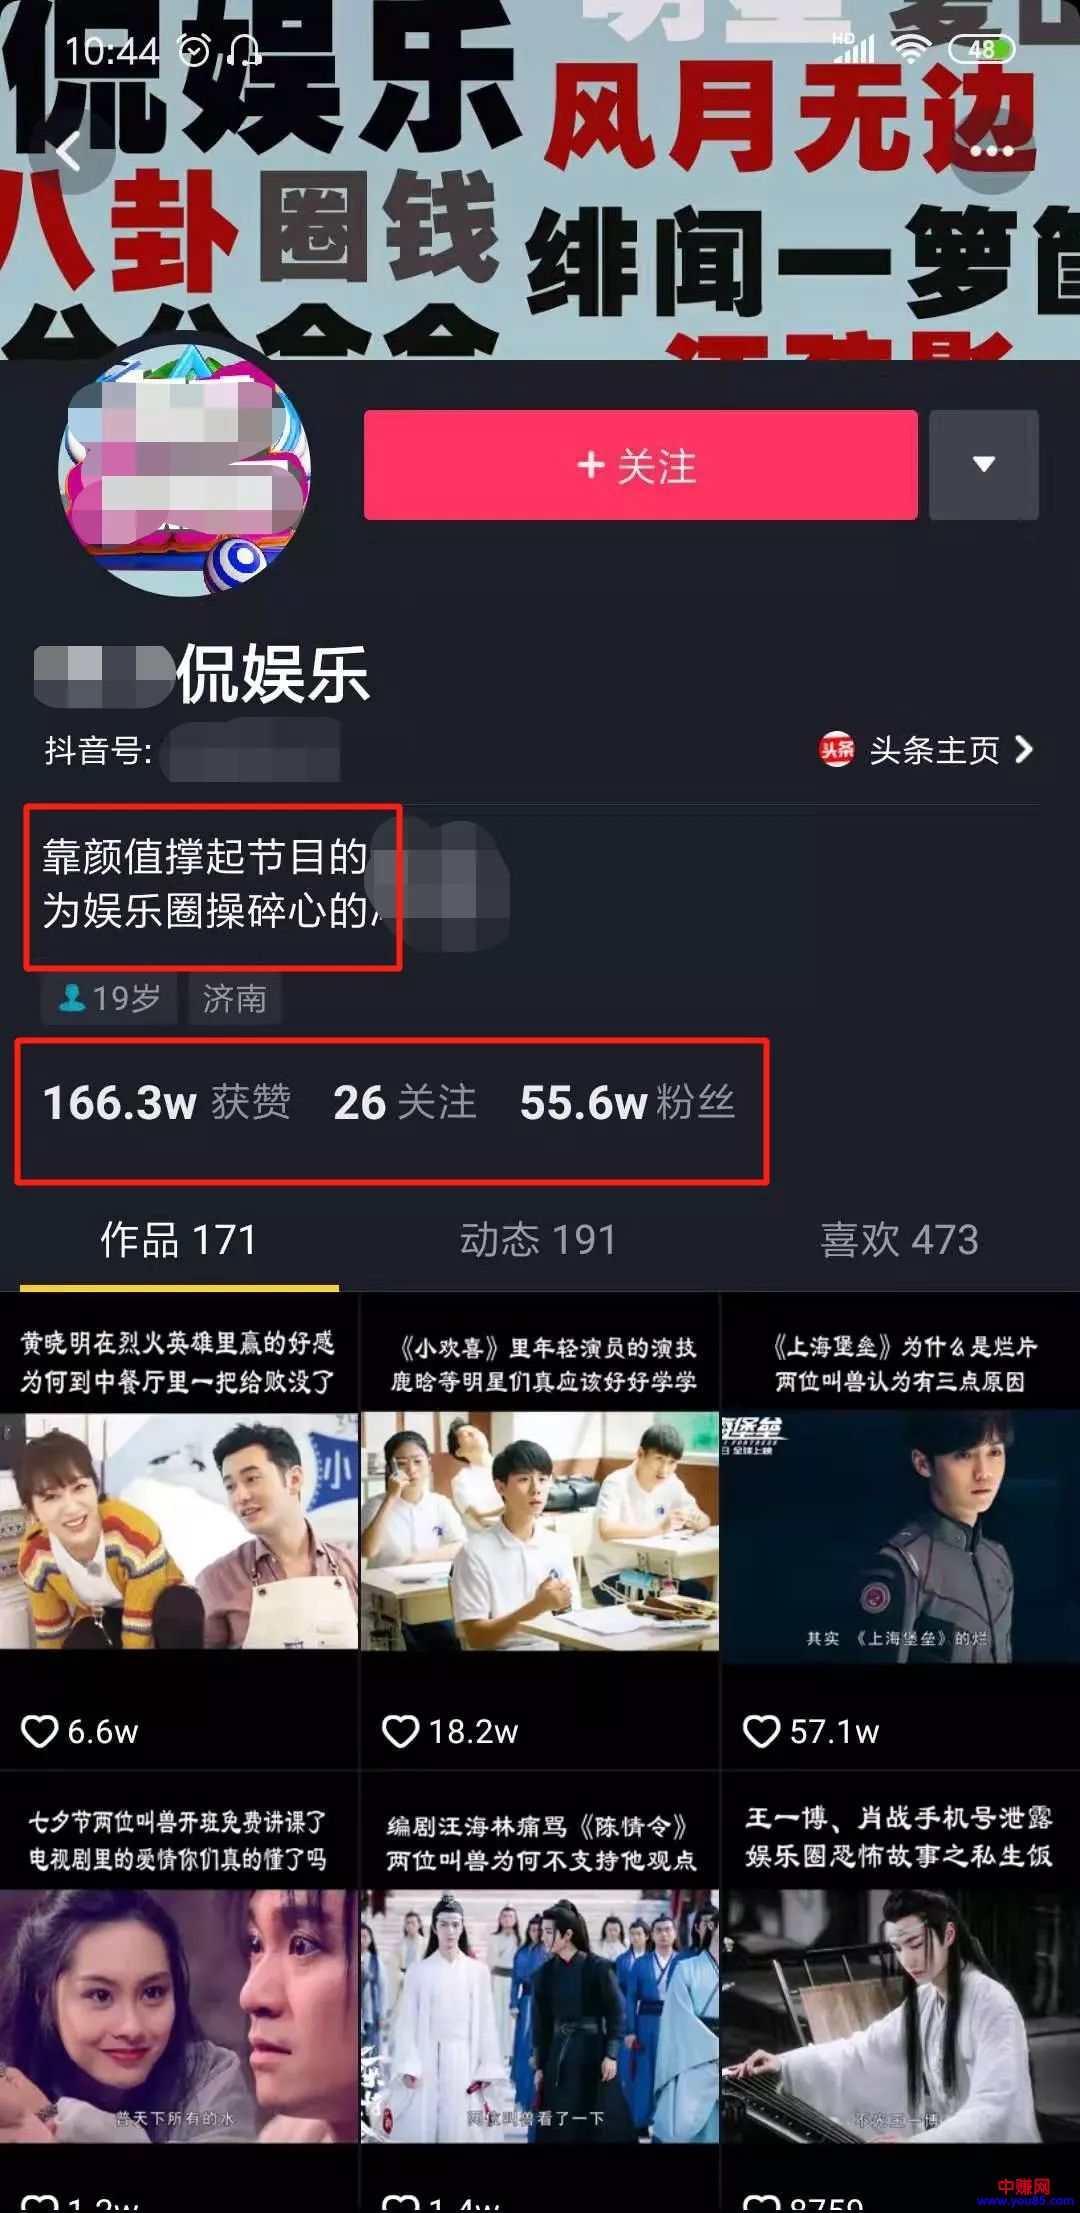 10:44
HD
48
侃娱乐
风月无边
八卦圈钱
绯闻一箩筐
侃娱乐
+ 关注
抖音号:
头条
头条主页
靠颜值撑起节目的
为娱乐圈操碎心的
19岁
济南
166.3w 获赞 26 关注 55.6w 粉丝
作品 171
动态 191
喜欢 473
黄晓明在烈火英雄里赢的好感
为何到中餐厅里一把给败没了
小
6.6w
《小欢喜》里年轻演员的演技
鹿晗等明星们真应该好好学学
18.2w
《上海堡垒》为什么是烂片
两位叫兽认为有三点原因
海堡垒
日 全球上映
其实 《上海堡垒》的烂
57.1w
七夕节两位叫兽开班免费讲课了
电视剧里的爱情你们真的懂了吗
普天下所有的水
1.2w
编剧汪海林痛骂《陈情令》
两位叫兽为何不支持他观点
两位叫兽看了一下
1.4w
王一博、肖战手机号泄露
娱乐圈恐怖故事之私生饭
8759
中赚网
www.you85.com